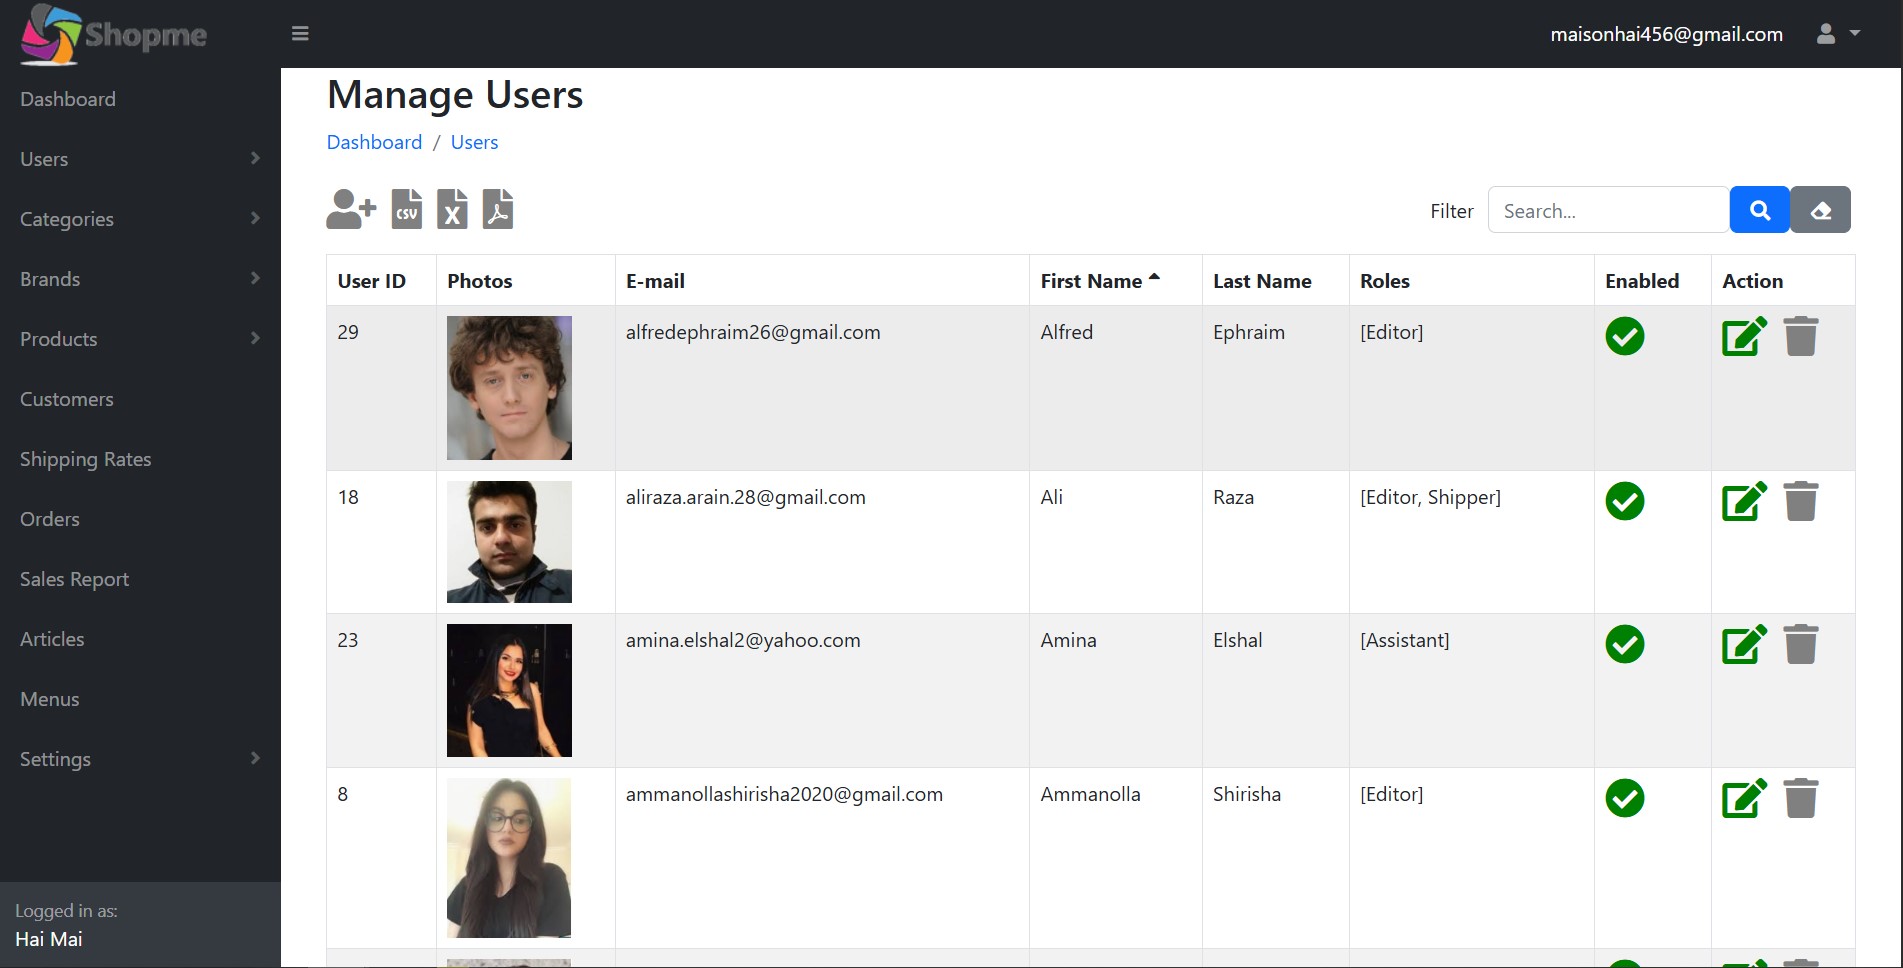 Shopme
maisonhai456@gmail.com
Dashboard
Users
Categories
Brands
Products
Customers
Shipping Rates
Orders
Sales Report
Articles
Menus
Settings
Logged in as:
Hai Mai
Manage Users
Dashboard / Users
CSV X Filter Search...
User ID Photos E-mail First Name Last Name Roles Enabled Action
29 alfredephraim26@gmail.com Alfred Ephraim [Editor]
18 aliraza.arain.28@gmail.com Ali Raza [Editor, Shipper]
23 amina.elshal2@yahoo.com Amina Elshal [Assistant]
8 ammanollashirisha2020@gmail.com Ammanolla Shirisha [Editor]